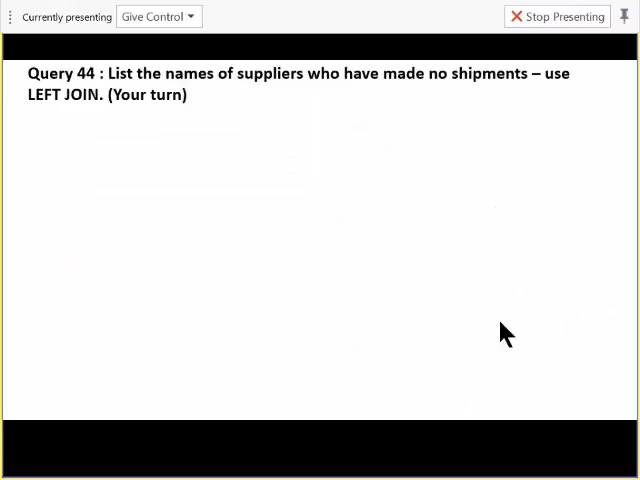 Currently presenting Give Control Stop Presenting
Query 44 : List the names of suppliers who have made no shipments – use
LEFT JOIN. (Your turn)